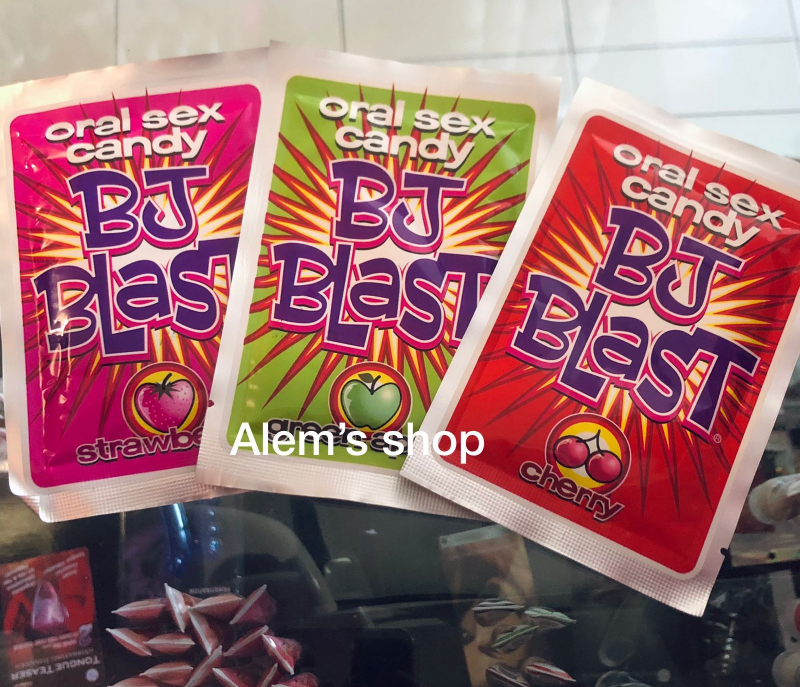 oral sex
candy
BJ
BLasT
oral sex
candy
BJ
BLasT
oral sex
candy
BJ
BLasT
®
cherry
Alem's shop
TONGUE TEASER